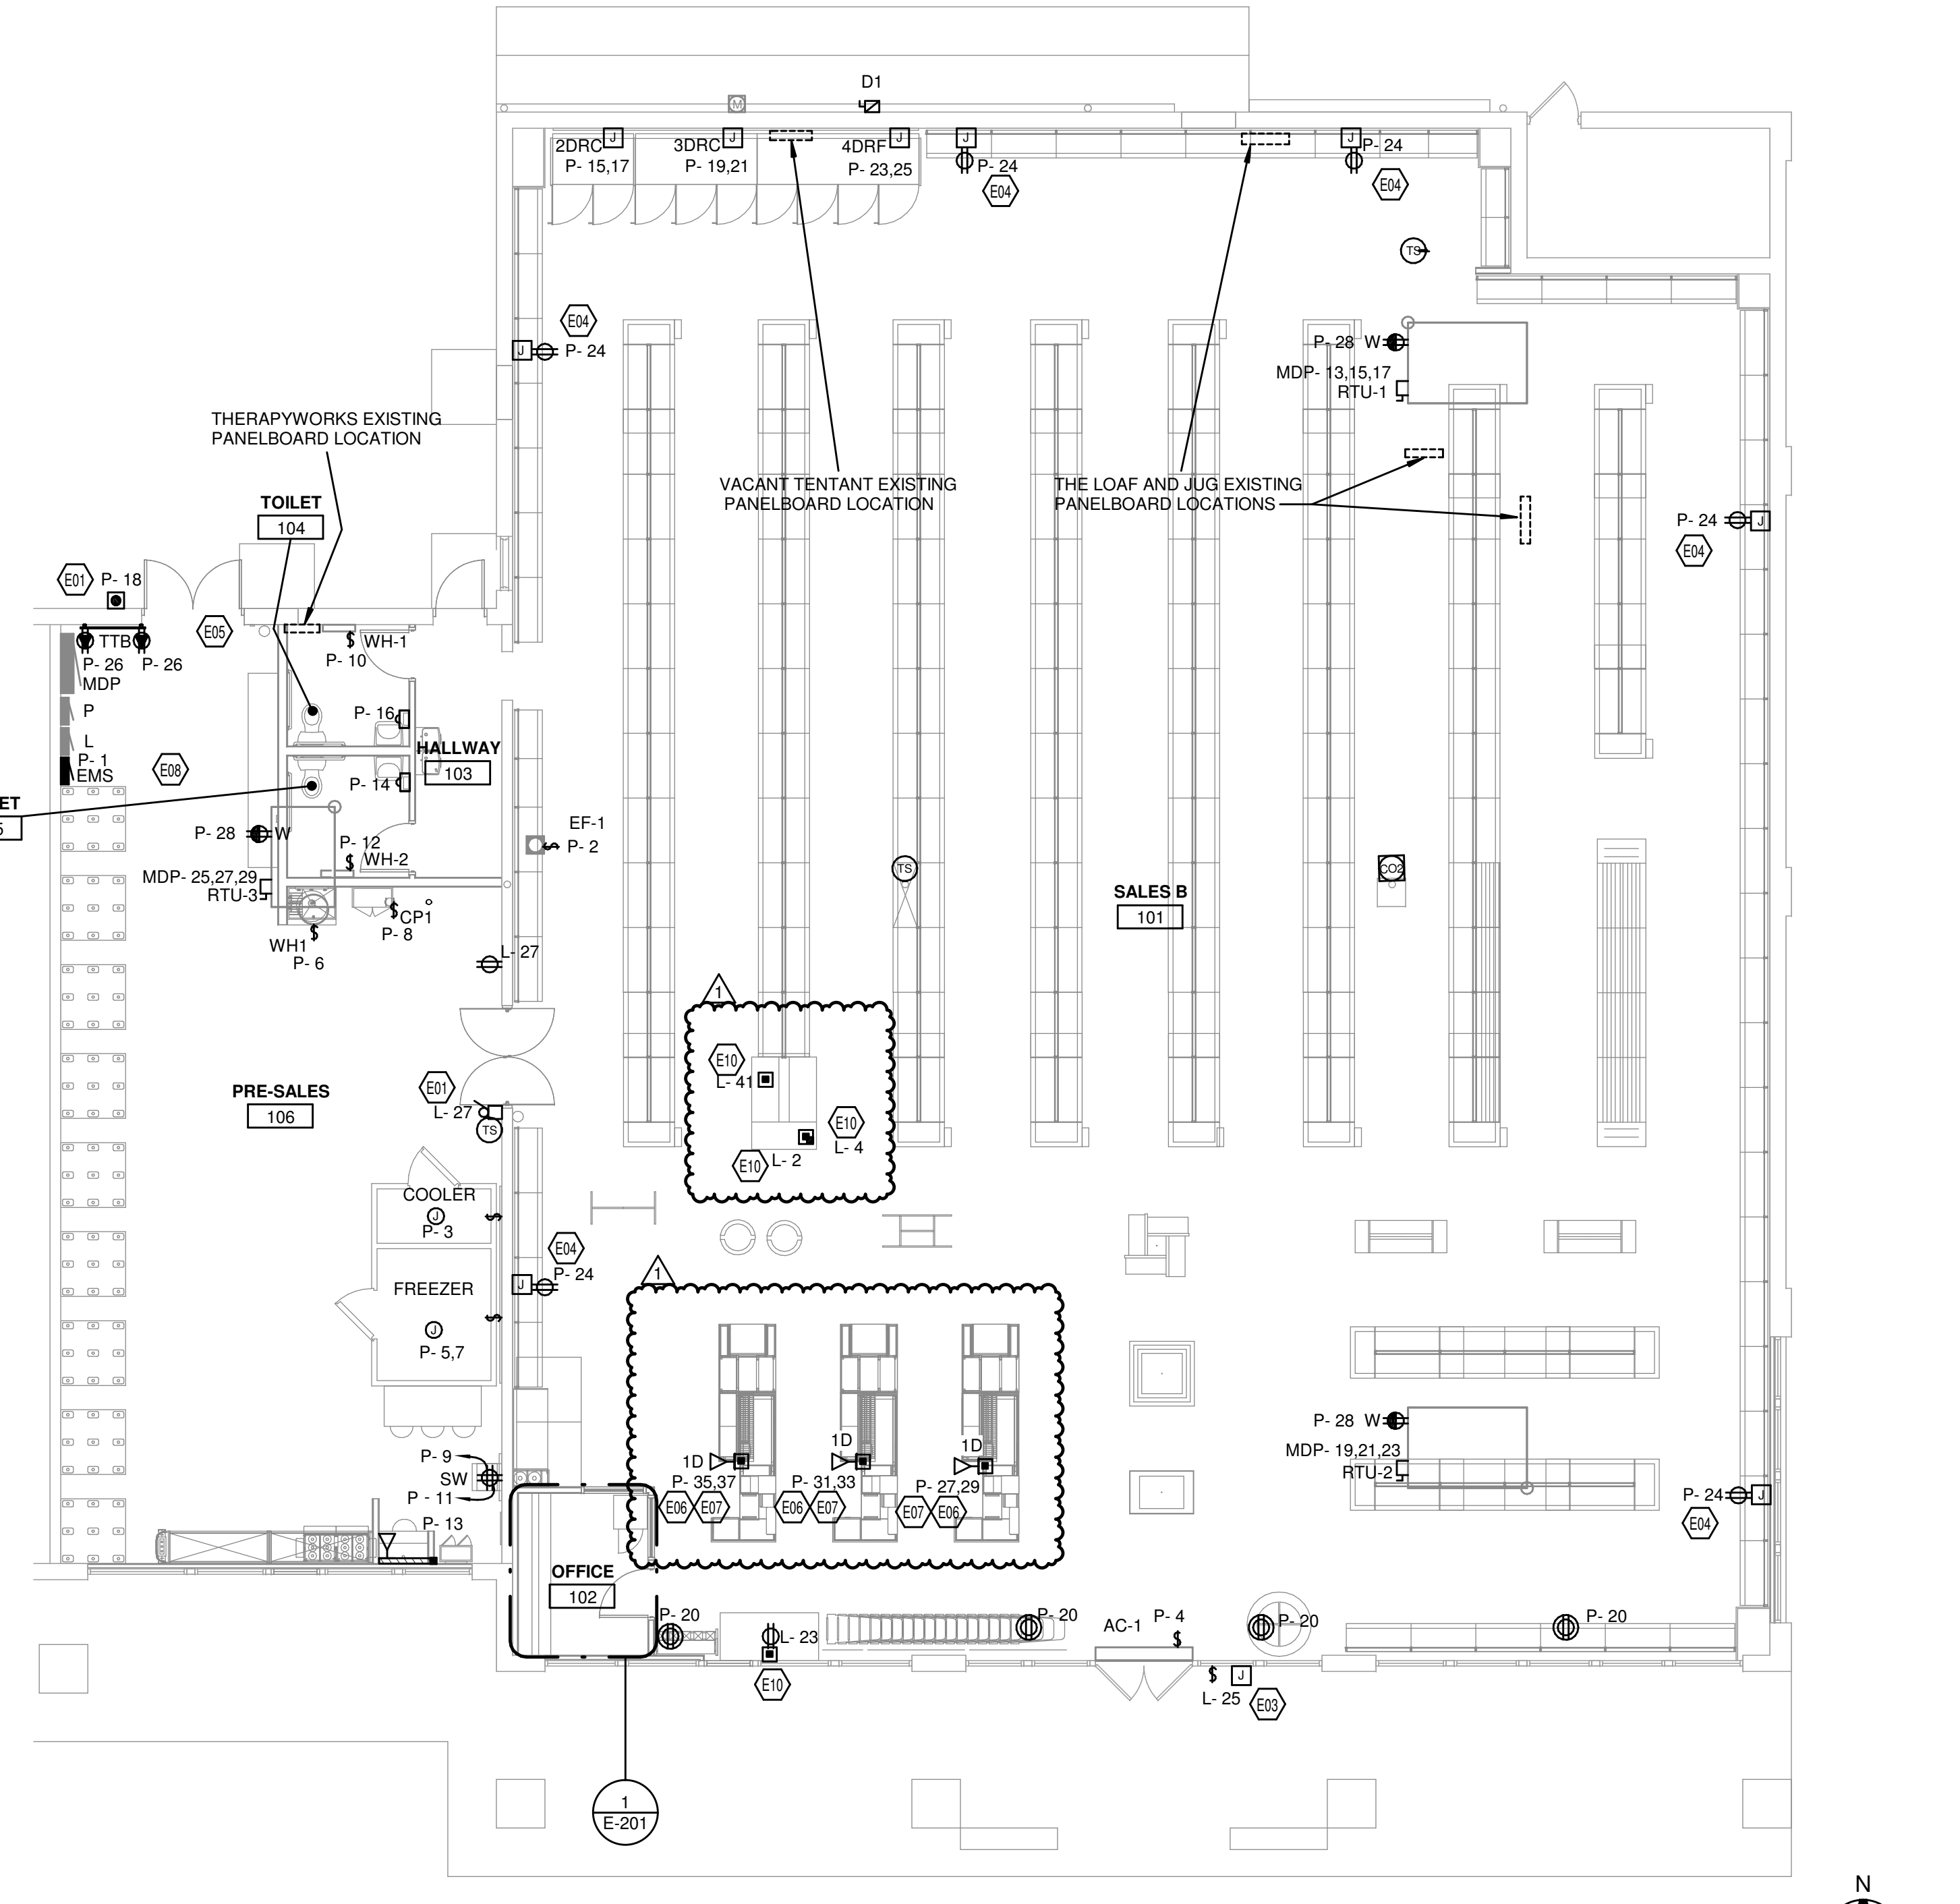 D1
M
J
J
J
J
J
2DRC
3DRC
4DRF
P- 15,17
P- 19,21
P- 23,25
P- 24
E04
P- 24
E04
TS
E04
J
P- 24
P- 28 W
MDP- 13,15,17
RTU-1
THERAPYWORKS EXISTING
PANELBOARD LOCATION
VACANT TENTANT EXISTING
PANELBOARD LOCATION
THE LOAF AND JUG EXISTING
PANELBOARD LOCATIONS
TOILET
104
P- 24
J
E04
E01
P- 18
E05
TTB
P- 26
P- 26
MDP
WH-1
P- 10
P
L
P- 1
EMS
E08
P- 16
HALLWAY
103
P- 14
ET
5
P- 28
W
P- 12
WH-2
EF-1
P- 2
MDP- 25,27,29
RTU-3
CP1
P- 8
WH1
P- 6
TS
CO2
SALES B
101
L- 27
1
E10
L- 41
E10
L- 4
E10
L- 2
PRE-SALES
106
E01
L- 27
TS
COOLER
J
P- 3
FREEZER
J
P- 5,7
E04
P- 24
J
1
1D
1D
1D
P- 35,37
P- 31,33
P- 27,29
E06
E07
E06
E07
E07
E06
P- 9
SW
P - 11
P- 13
P- 28 W
MDP- 19,21,23
RTU-2
P- 24
J
E04
OFFICE
102
P- 20
L- 23
E10
P- 20
AC-1
P- 4
P- 20
P- 20
L- 25
J
E03
1
E-201
N